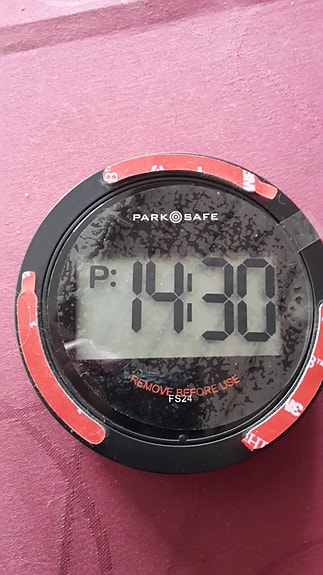 PARK SAFE
P: 14:30
REMOVE BEFORE USE
FS24